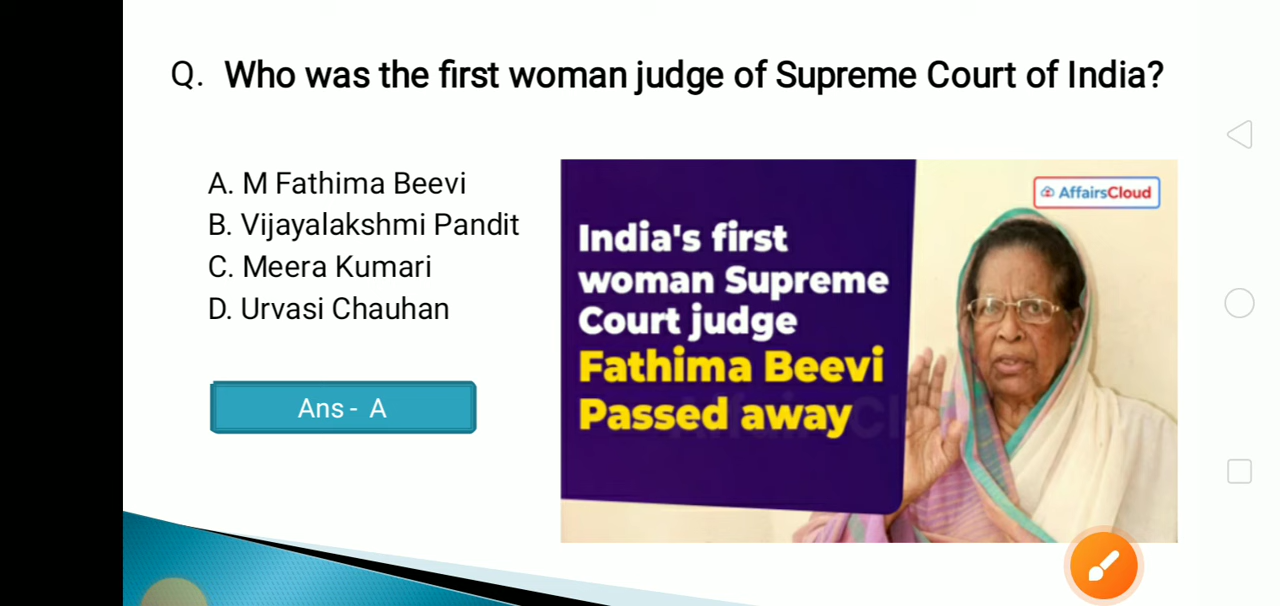 Q. Who was the first woman judge of Supreme Court of India?
A. M Fathima Beevi
B. Vijayalakshmi Pandit
C. Meera Kumari
D. Urvasi Chauhan
Ans - A
AffairsCloud
India's first
woman Supreme
Court judge
Fathima Beevi
Passed away